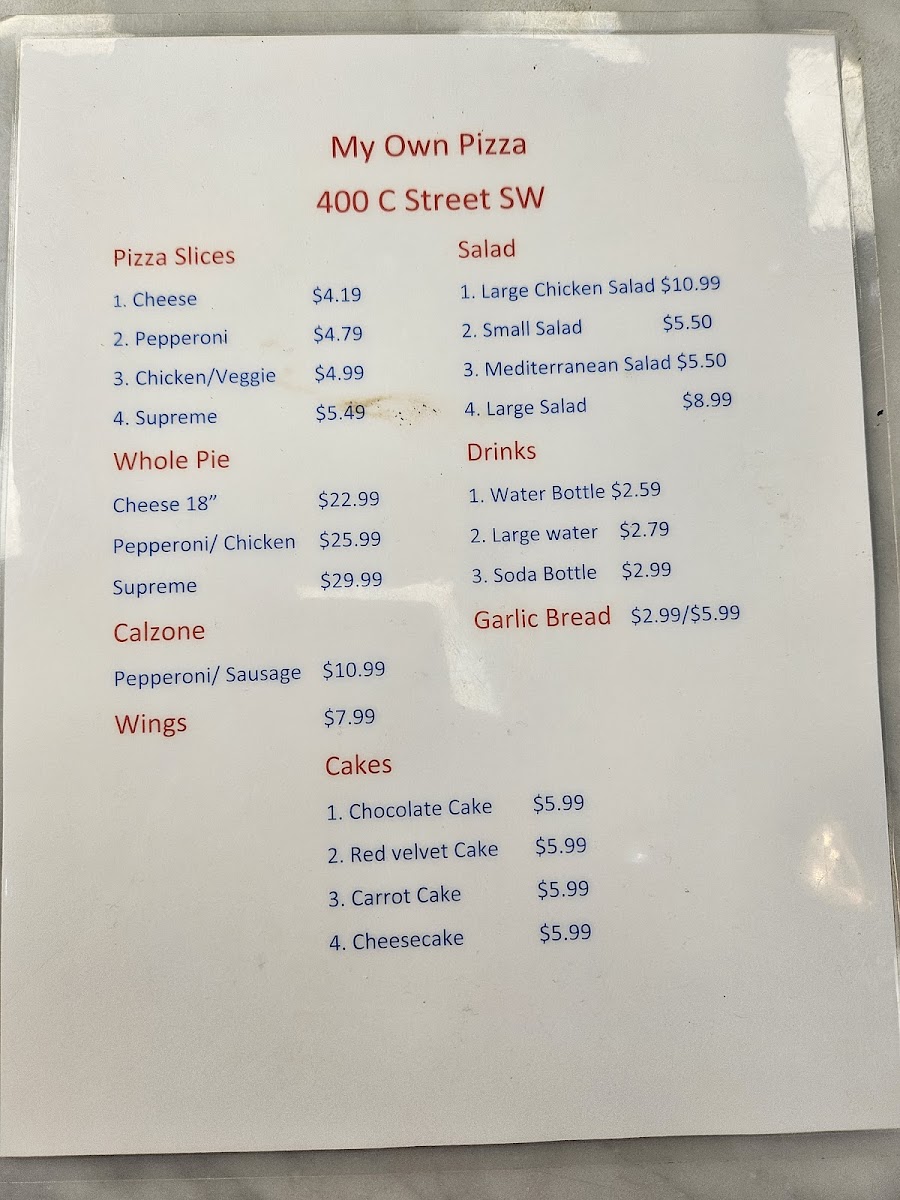 My Own Pizza
400 C Street SW
Pizza Slices
1. Cheese $4.19
2. Pepperoni $4.79
3. Chicken/Veggie $4.99
4. Supreme $5.49
Whole Pie
Cheese 18” $22.99
Pepperoni/ Chicken $25.99
Supreme $29.99
Calzone
Pepperoni/ Sausage $10.99
Wings $7.99
Salad
1. Large Chicken Salad $10.99
2. Small Salad $5.50
3. Mediterranean Salad $5.50
4. Large Salad $8.99
Drinks
1. Water Bottle $2.59
2. Large water $2.79
3. Soda Bottle $2.99
Garlic Bread $2.99/$5.99
Cakes
1. Chocolate Cake $5.99
2. Red velvet Cake $5.99
3. Carrot Cake $5.99
4. Cheesecake $5.99